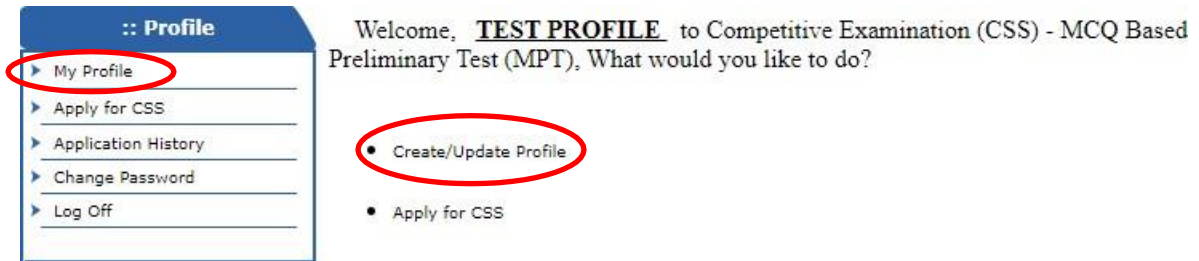 :: Profile
My Profile
Apply for CSS
Application History
Change Password
Log Off
Welcome, TEST PROFILE to Competitive Examination (CSS) - MCQ Based
Preliminary Test (MPT), What would you like to do?
• Create/Update Profile
• Apply for CSS